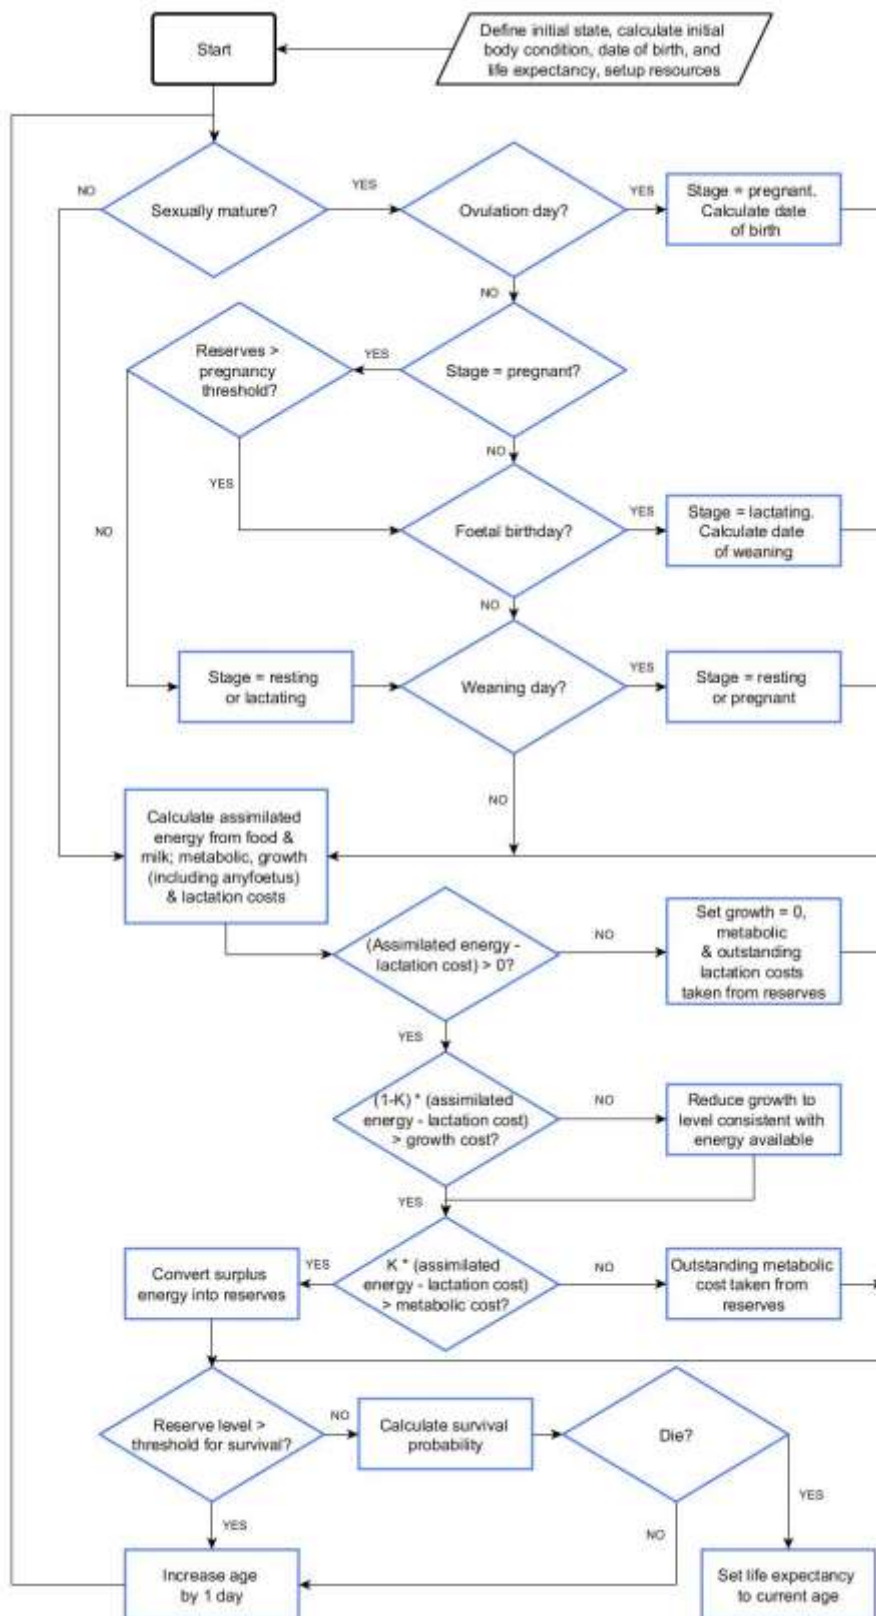 Start
Define initial state, calculate initial
body condition, date of birth, and
life expectancy, setup resources
NO
Sexually mature?
YES
Ovulation day?
YES
Stage = pregnant.
Calculate date
of birth
NO
Reserves >
pregnancy
threshold?
YES
Stage = pregnant?
NO
YES
NO
Foetal birthday?
YES
Stage = lactating.
Calculate date
of weaning
NO
Stage = resting
or lactating
Weaning day?
YES
Stage = resting
or pregnant
NO
Calculate assimilated
energy from food &
milk; metabolic, growth
(including anyfoetus)
& lactation costs
(Assimilated energy -
lactation cost) > 0?
NO
Set growth = 0,
metabolic
& outstanding
lactation costs
taken from reserves
YES
(1-K) * (assimilated
energy - lactation cost)
> growth cost?
NO
Reduce growth to
level consistent with
energy available
YES
Convert surplus
energy into reserves
YES
K * (assimilated
energy - lactation cost)
> metabolic cost?
NO
Outstanding metabolic
cost taken from
reserves
Reserve level >
threshold for survival?
NO
Calculate survival
probability
Die?
YES
YES
NO
Increase age
by 1 day
Set life expectancy
to current age